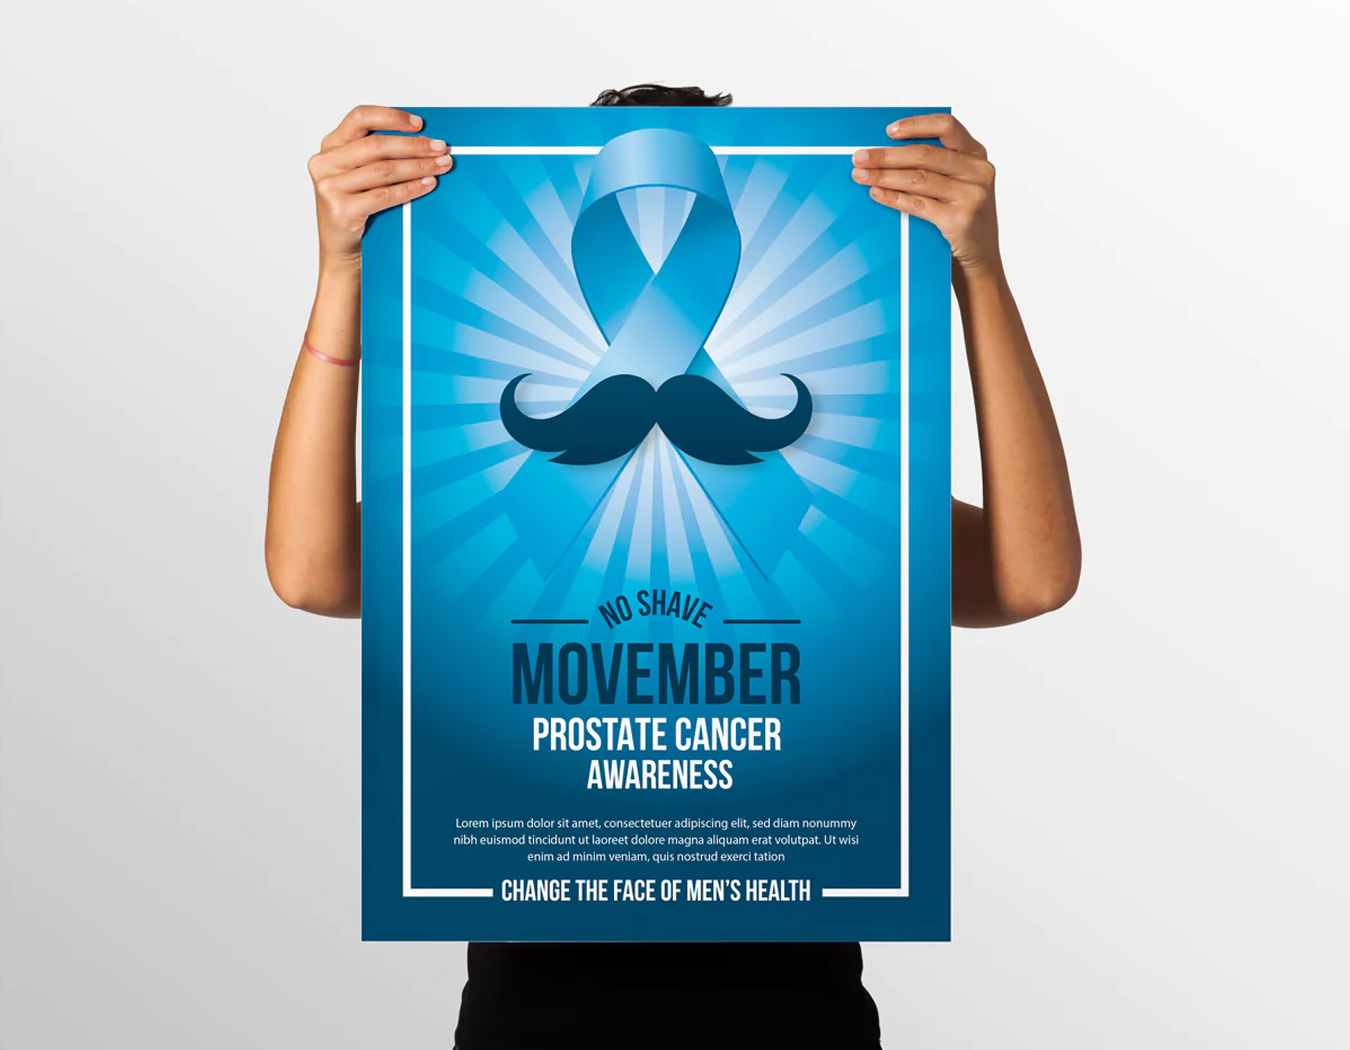 NO SHAVE
MOVEMBER
PROSTATE CANCER
AWARENESS
Lorem ipsum dolor sit amet, consectetuer adipiscing elit, sed diam nonummy
nibh euismod tincidunt ut laoreet dolore magna aliquam erat volutpat. Ut wisi
enim ad minim veniam, quis nostrud exerci tation
CHANGE THE FACE OF MEN'S HEALTH